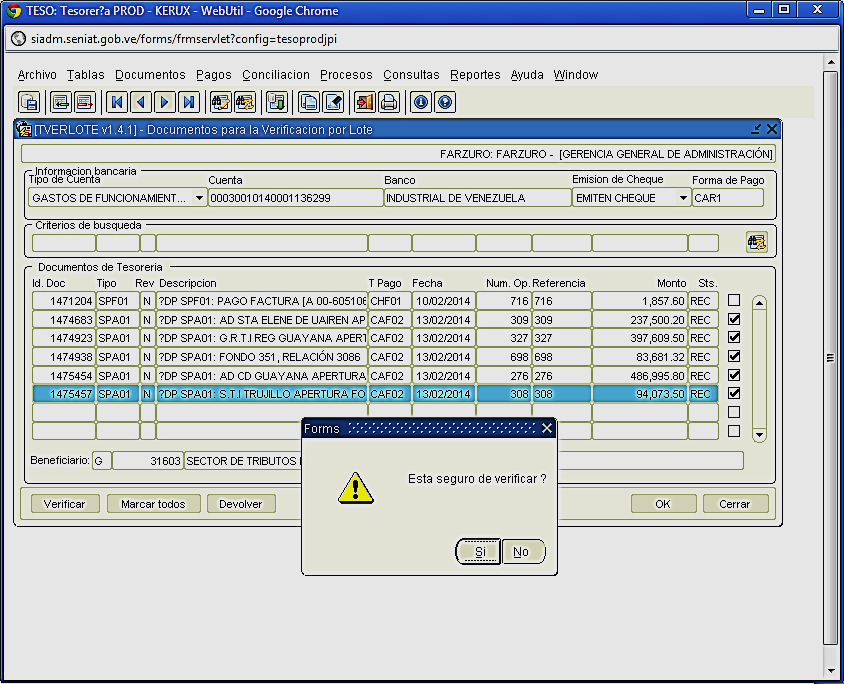 TESO: Tesorer?a PROD - KERUX - WebUtil - Google Chrome
siadm.seniat.gob.ve/forms/frmservlet?config=tesoprodjpi
Archivo Tablas Documentos Pagos Conciliacion Procesos Consultas Reportes Ayuda Window
[TVERLOTE v1.4.1] - Documentos para la Verificacion por Lote
FARZURO: FARZURO - [GERENCIA GENERAL DE ADMINISTRACIÓN]
Informacion bancaria
Tipo de Cuenta Cuenta Banco Emision de Cheque Forma de Pago
GASTOS DE FUNCIONAMIENT... 00030010140001136299 INDUSTRIAL DE VENEZUELA EMITEN CHEQUE CAR1
Criterios de busqueda
Documentos de Tesoreria
Id. Doc Tipo Rev Descripcion T Pago Fecha Num. Op. Referencia Monto Sts.
1471204 SPF01 N ?DP SPF01: PAGO FACTURA [A 00-605106 CHF01 10/02/2014 716 716 1,857.60 REC
1474683 SPA01 N ?DP SPA01: AD STA ELENE DE UAIREN AP CAF02 13/02/2014 309 309 237,500.20 REC
1474923 SPA01 N ?DP SPA01: G.R.T.I REG GUAYANA APERT CAF02 13/02/2014 327 327 397,609.50 REC
1474938 SPA01 N ?DP SPA01: FONDO 351, RELACIÓN 3086 CAF02 13/02/2014 698 698 83,681.32 REC
1475454 SPA01 N ?DP SPA01: AD CD GUAYANA APERTURA CAF02 13/02/2014 276 276 486,995.80 REC
1475457 SPA01 N ?DP SPA01: S.T.I TRUJILLO APERTURA FO CAF02 13/02/2014 308 308 94,073.50 REC
Beneficiario: G 31603 SECTOR DE TRIBUTOS
Verificar Marcar todos Devolver OK Cerrar
Forms
Esta seguro de verificar ?
Si No